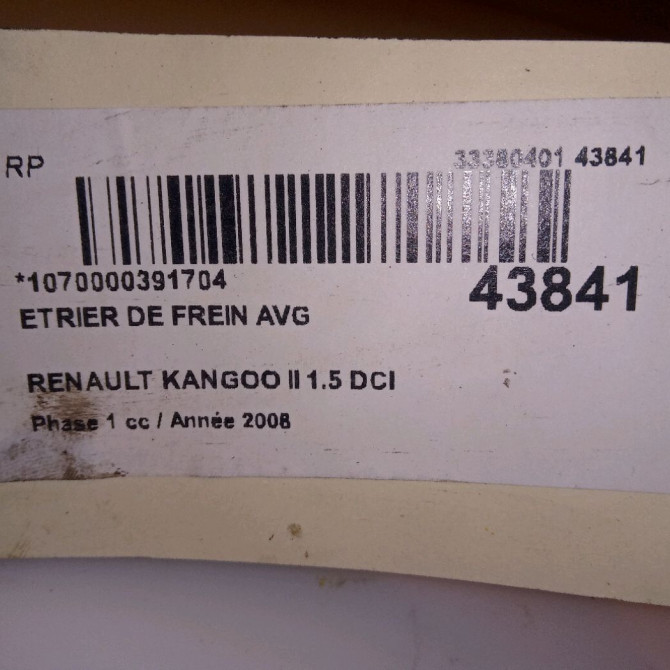 RP
33380401 43841
*1070000391704
43841
ETRIER DE FREIN AVG
RENAULT KANGOO II 1.5 DCI
Phase 1 cc / Année 2008